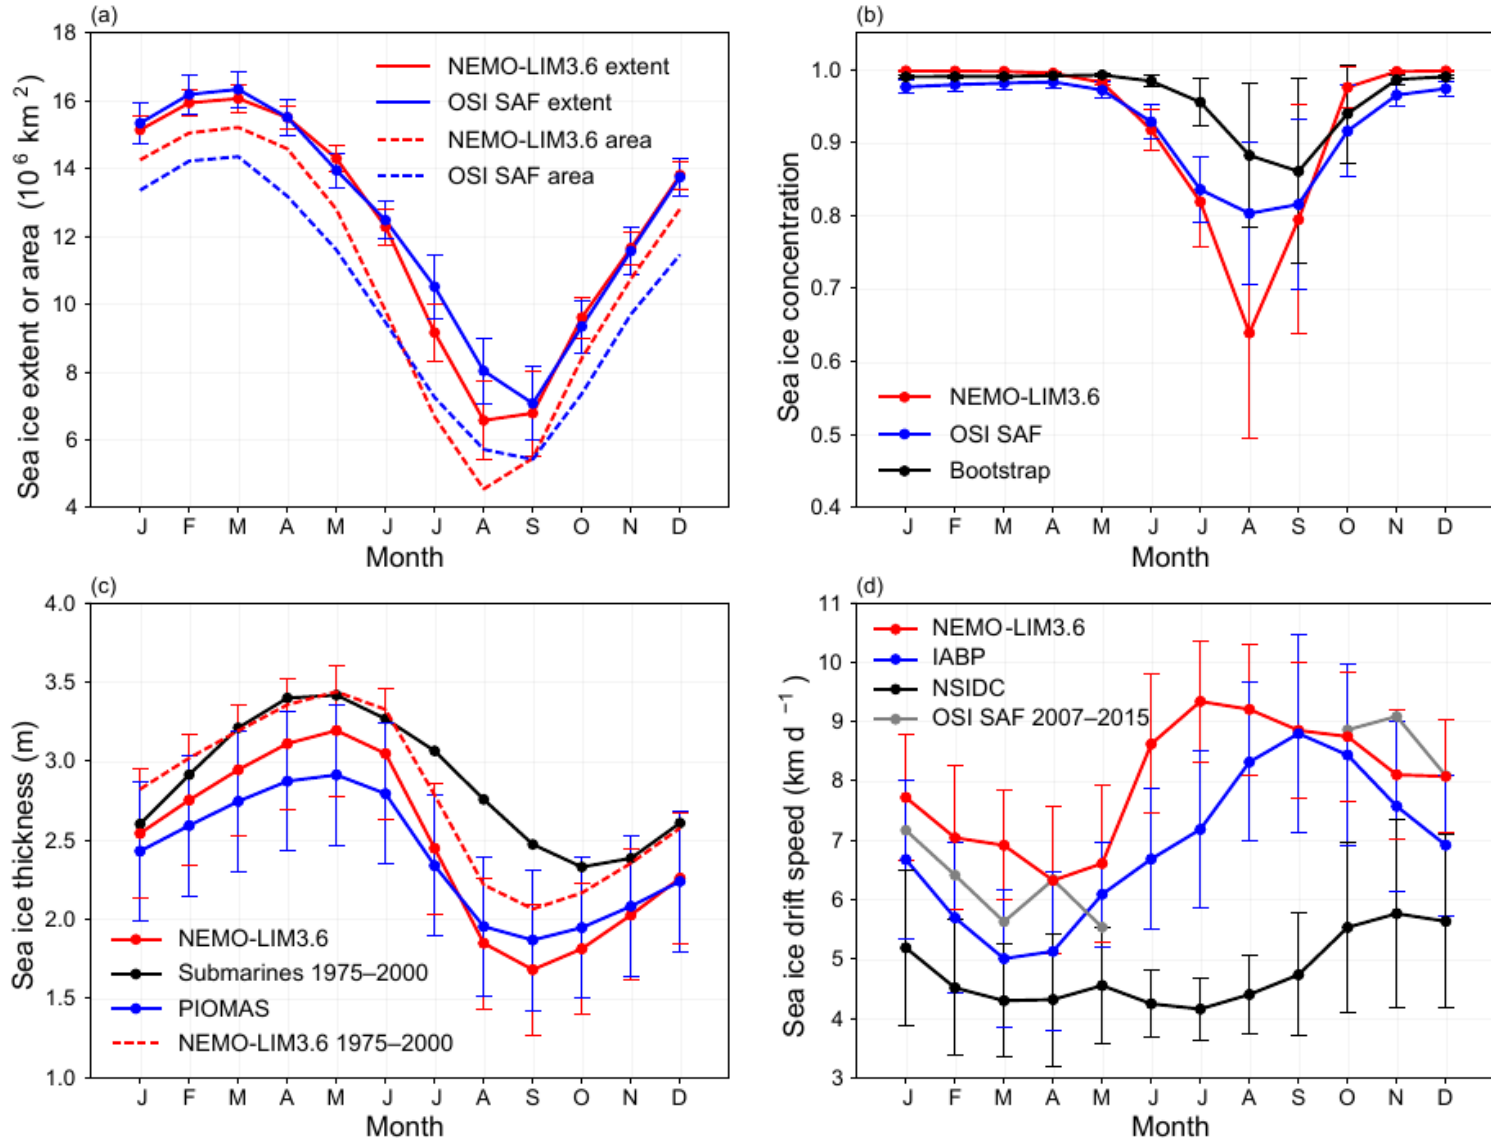 (a)
18
16
14
12
10
8
6
4
Sea ice extent or area (10 6 km 2)
NEMO-LIM3.6 extent
OSI SAF extent
NEMO-LIM3.6 area
OSI SAF area
J F M A M J J A S O N D
Month
(b)
1.0
0.9
0.8
0.7
0.6
0.5
0.4
Sea ice concentration
NEMO-LIM3.6
OSI SAF
Bootstrap
J F M A M J J A S O N D
Month
(c)
4.0
3.5
3.0
2.5
2.0
1.5
1.0
Sea ice thickness (m)
NEMO-LIM3.6
Submarines 1975–2000
PIOMAS
NEMO-LIM3.6 1975–2000
J F M A M J J A S O N D
Month
(d)
11
10
9
8
7
6
5
4
3
Sea ice drift speed (km d −1 )
NEMO-LIM3.6
IABP
NSIDC
OSI SAF 2007–2015
J F M A M J J A S O N D
Month